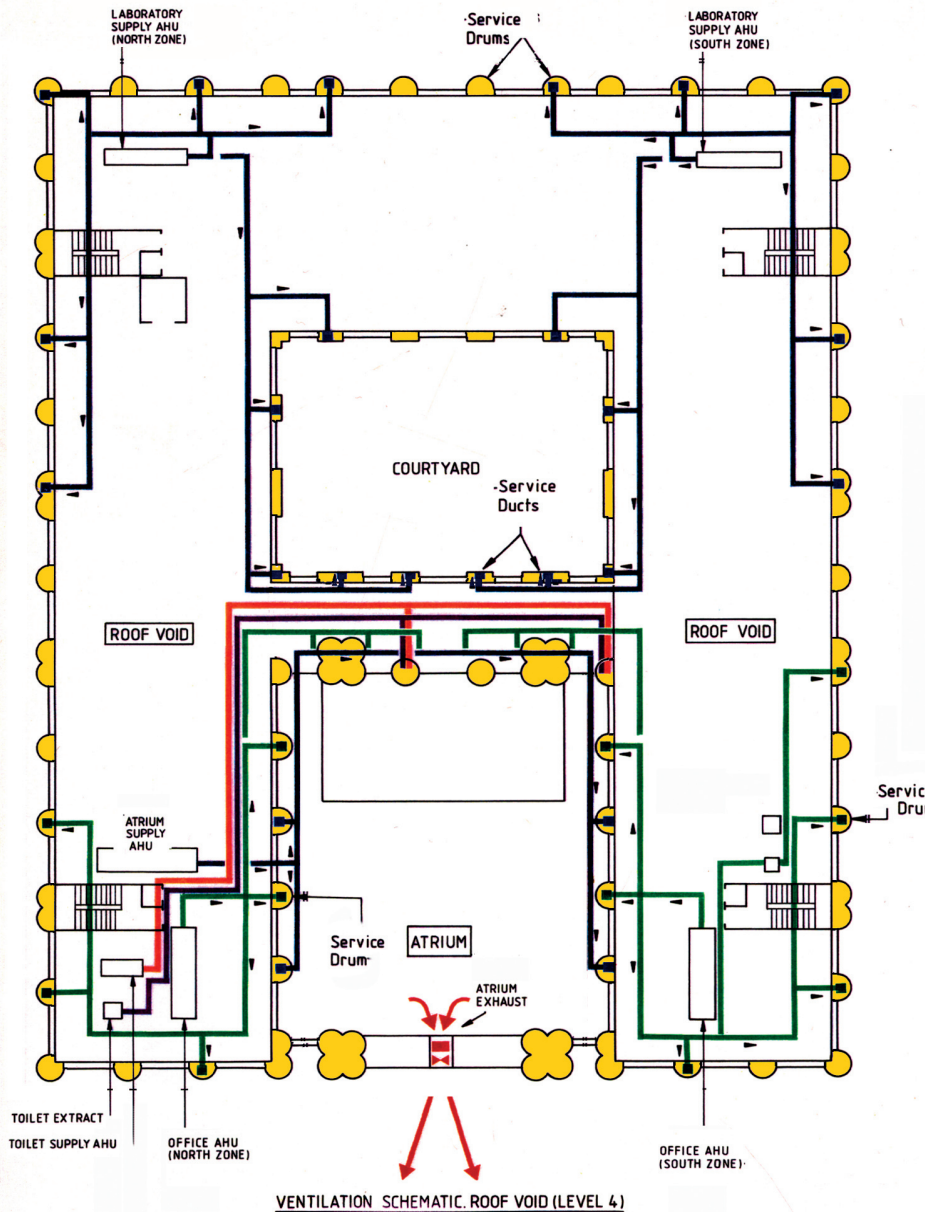 LABORATORY
SUPPLY AHU
(NORTH ZONE)
Service
Drums
LABORATORY
SUPPLY AHU
(SOUTH ZONE)
COURTYARD
Service
Ducts
ROOF VOID
ROOF VOID
ATRIUM
SUPPLY
AHU
Service
Drum
Service
ATRIUM
ATRIUM
EXHAUST
TOILET EXTRACT
TOILET SUPPLY AHU
OFFICE AHU
(NORTH ZONE)
OFFICE AHU
(SOUTH ZONE)
VENTILATION SCHEMATIC. ROOF VOID (LEVEL 4)